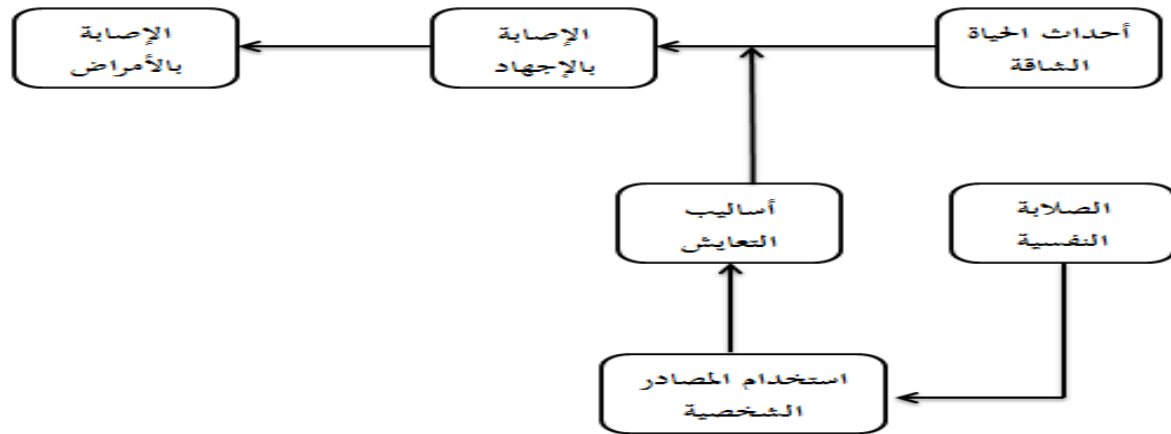 أحداث الحياة
الشاقة
الإصابة
بالإجهاد
الإصابة
بالأمراض
الصلابة
النفسية
أساليب
التعايش
استخدام المصادر
الشخصية